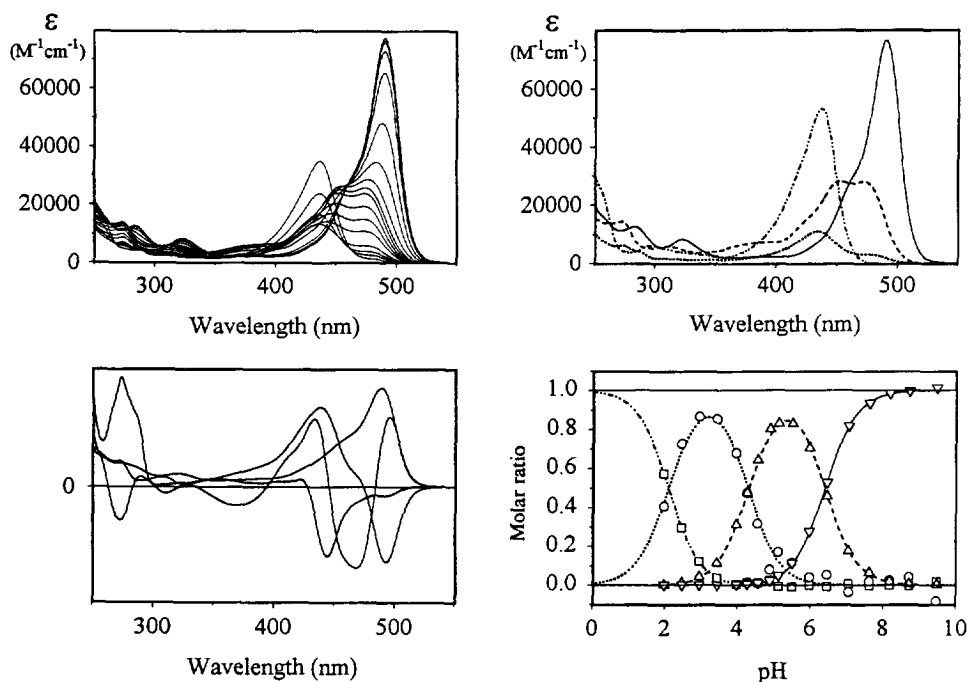 ε
(M⁻¹cm⁻¹)
60000
40000
20000
0
300 400 500
Wavelength (nm)
ε
(M⁻¹cm⁻¹)
60000
40000
20000
0
300 400 500
Wavelength (nm)
0
300 400 500
Wavelength (nm)
Molar ratio
1.0
0.8
0.6
0.4
0.2
0.0
0 2 4 6 8 10
pH